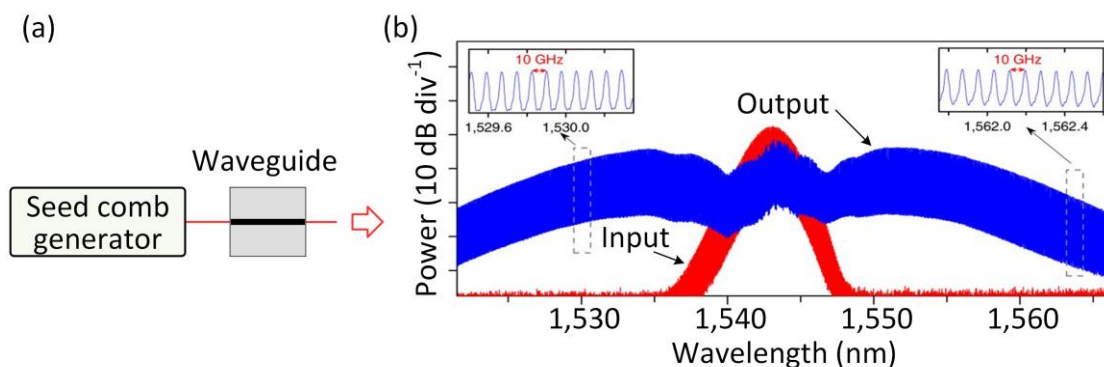 (a)
Seed comb
generator
Waveguide
(b)
Power (10 dB div⁻¹)
10 GHz
1,529.6 1,530.0
Output
10 GHz
1,562.0 1,562.4
Input
1,530 1,540 1,550 1,560
Wavelength (nm)